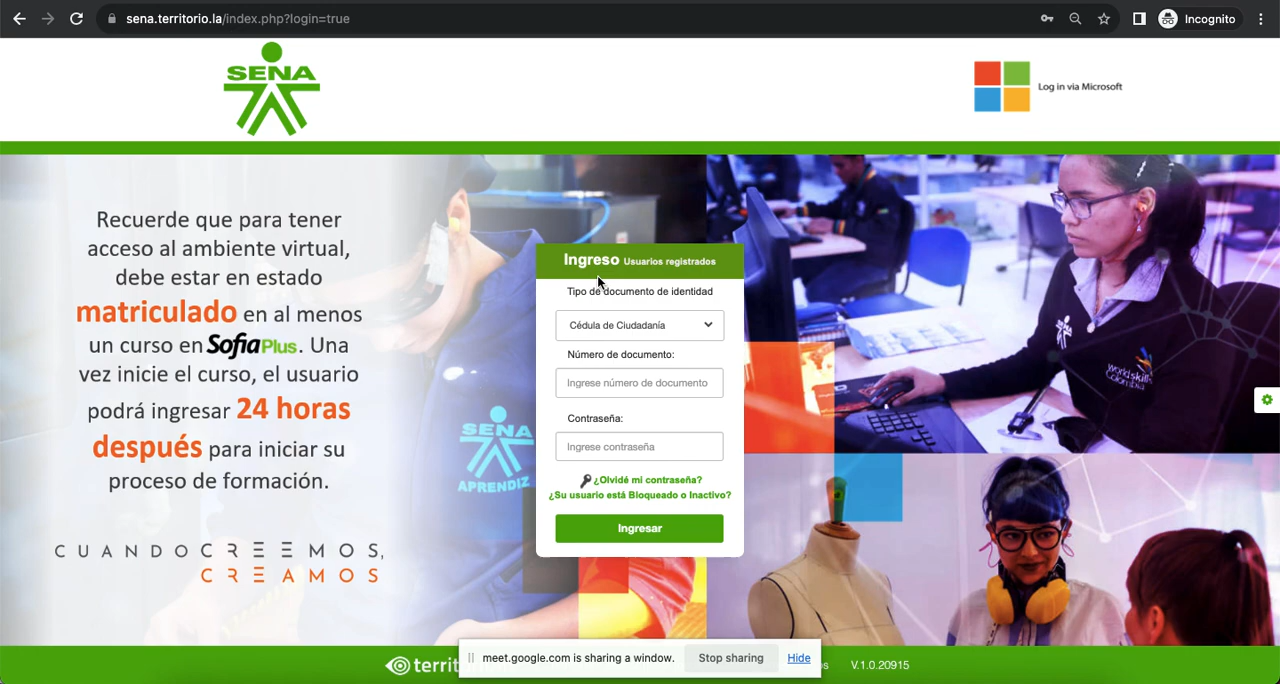 sena.territorio.la/index.php?login=true
Incognito
SENA
Log in via Microsoft
Recuerde que para tener
acceso al ambiente virtual,
debe estar en estado
matriculado en al menos
un curso en Sofia Plus. Una
vez inicie el curso, el usuario
podrá ingresar 24 horas
después para iniciar su
proceso de formación.
CUANDO CREEMOS,
CREAMOS
SENA
APRENDIZ
Ingreso Usuarios registrados
Tipo de documento de identidad
Cédula de Ciudadanía
Número de documento:
Ingrese número de documento
Contraseña:
Ingrese contraseña
¿Olvidé mi contraseña?
¿Su usuario está Bloqueado o Inactivo?
Ingresar
worldskills
Colombia
meet.google.com is sharing a window.
Stop sharing
Hide
V.1.0.20915